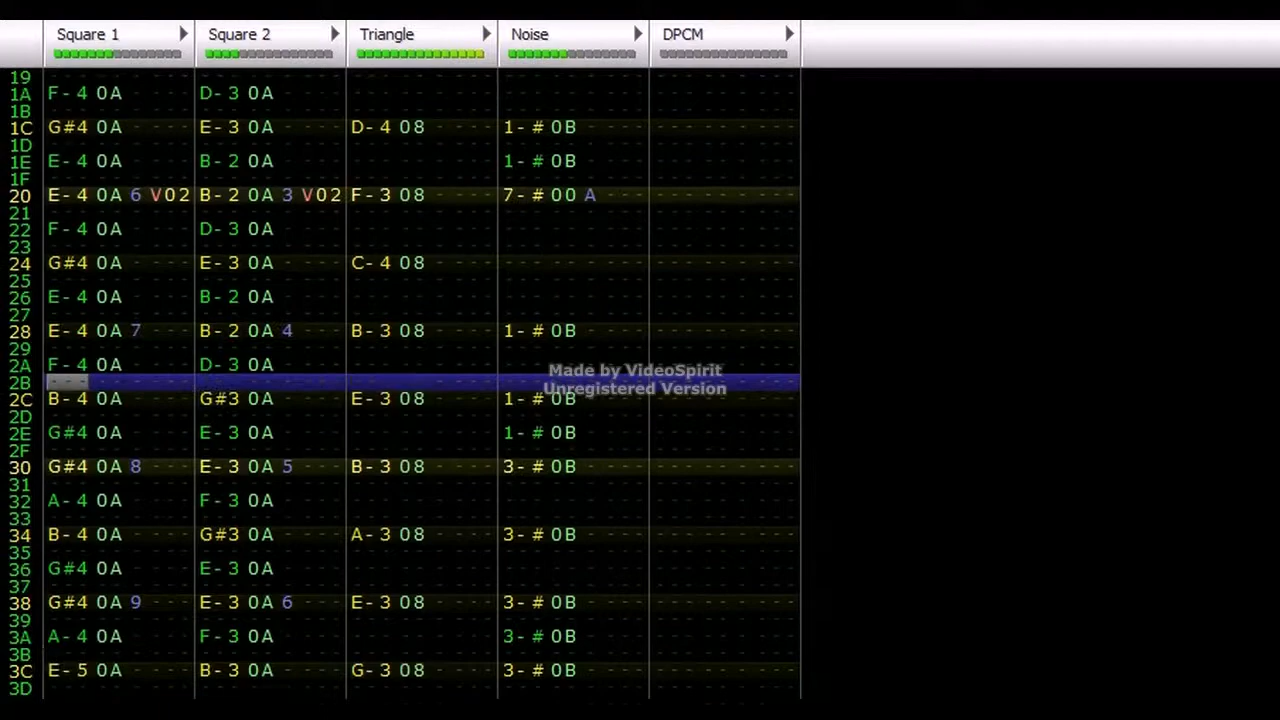 Square 1 Square 2 Triangle Noise DPCM
19
1A F-4 0A D-3 0A
1B
1C G#4 0A E-3 0A D-4 08 1-# 0B
1D
1E E-4 0A B-2 0A 1-# 0B
1F
20 E-4 0A 6 V02 B-2 0A 3 V02 F-3 08 7-# 00 A
21
22 F-4 0A D-3 0A
23
24 G#4 0A E-3 0A C-4 08
25
26 E-4 0A B-2 0A
27
28 E-4 0A 7 B-2 0A 4 B-3 08 1-# 0B
29
2A F-4 0A D-3 0A
Made by VideoSpirit
2B
Unregistered Version
2C B-4 0A G#3 0A E-3 08 1-# 0B
2D
2E G#4 0A E-3 0A 1-# 0B
2F
30 G#4 0A 8 E-3 0A 5 B-3 08 3-# 0B
31
32 A-4 0A F-3 0A
33
34 B-4 0A G#3 0A A-3 08 3-# 0B
35
36 G#4 0A E-3 0A
37
38 G#4 0A 9 E-3 0A 6 E-3 08 3-# 0B
39
3A A-4 0A F-3 0A 3-# 0B
3B
3C E-5 0A B-3 0A G-3 08 3-# 0B
3D